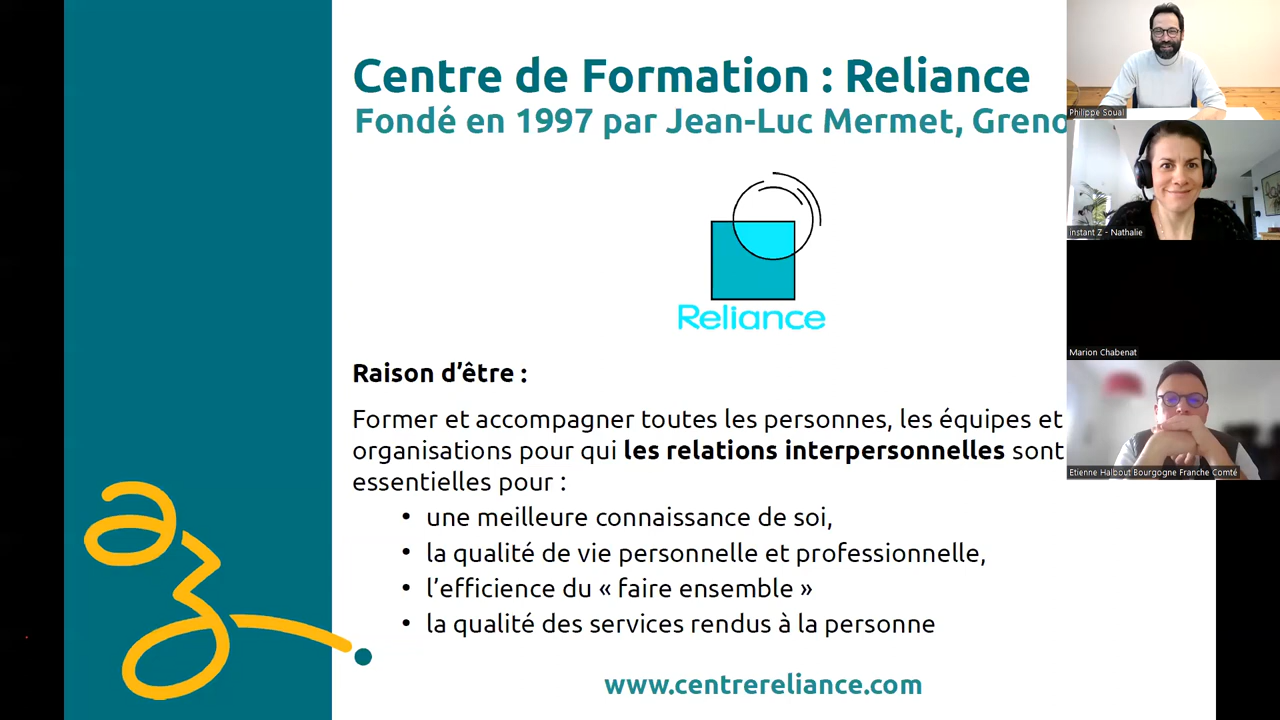 Centre de Formation : Reliance
Fondé en 1997 par Jean-Luc Mermet, Greno
Reliance
Raison d’être :
Former et accompagner toutes les personnes, les équipes et
organisations pour qui les relations interpersonnelles sont
essentielles pour :
• une meilleure connaissance de soi,
• la qualité de vie personnelle et professionnelle,
• l’efficience du « faire ensemble »
• la qualité des services rendus à la personne
www.centrereliance.com
az
Philippe Soual
instant Z - Nathalie
Marion Chabenat
Etienne Halbout Bourgogne Franche Comté